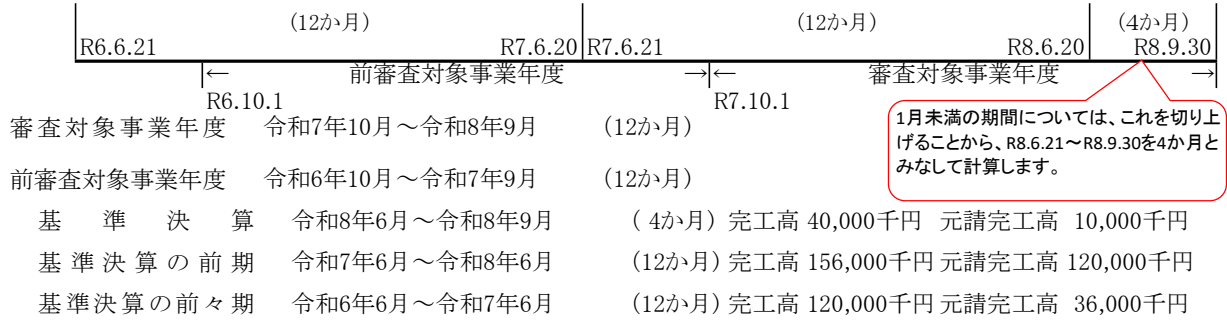 (12か月) (12か月) (4か月)
R6.6.21 R7.6.20 R7.6.21 R8.6.20 R8.9.30
← 前審査対象事業年度 →← 審査対象事業年度 →
R6.10.1 R7.10.1
1月未満の期間については、これを切り上
げることから、R8.6.21～R8.9.30を4か月と
みなして計算します。
審査対象事業年度 令和7年10月～令和8年9月 (12か月)
前審査対象事業年度 令和6年10月～令和7年9月 (12か月)
基準決算 令和8年6月～令和8年9月 ( 4か月) 完工高 40,000千円 元請完工高 10,000千円
基準決算の前期 令和7年6月～令和8年6月 (12か月) 完工高 156,000千円 元請完工高 120,000千円
基準決算の前々期 令和6年6月～令和7年6月 (12か月) 完工高 120,000千円 元請完工高 36,000千円